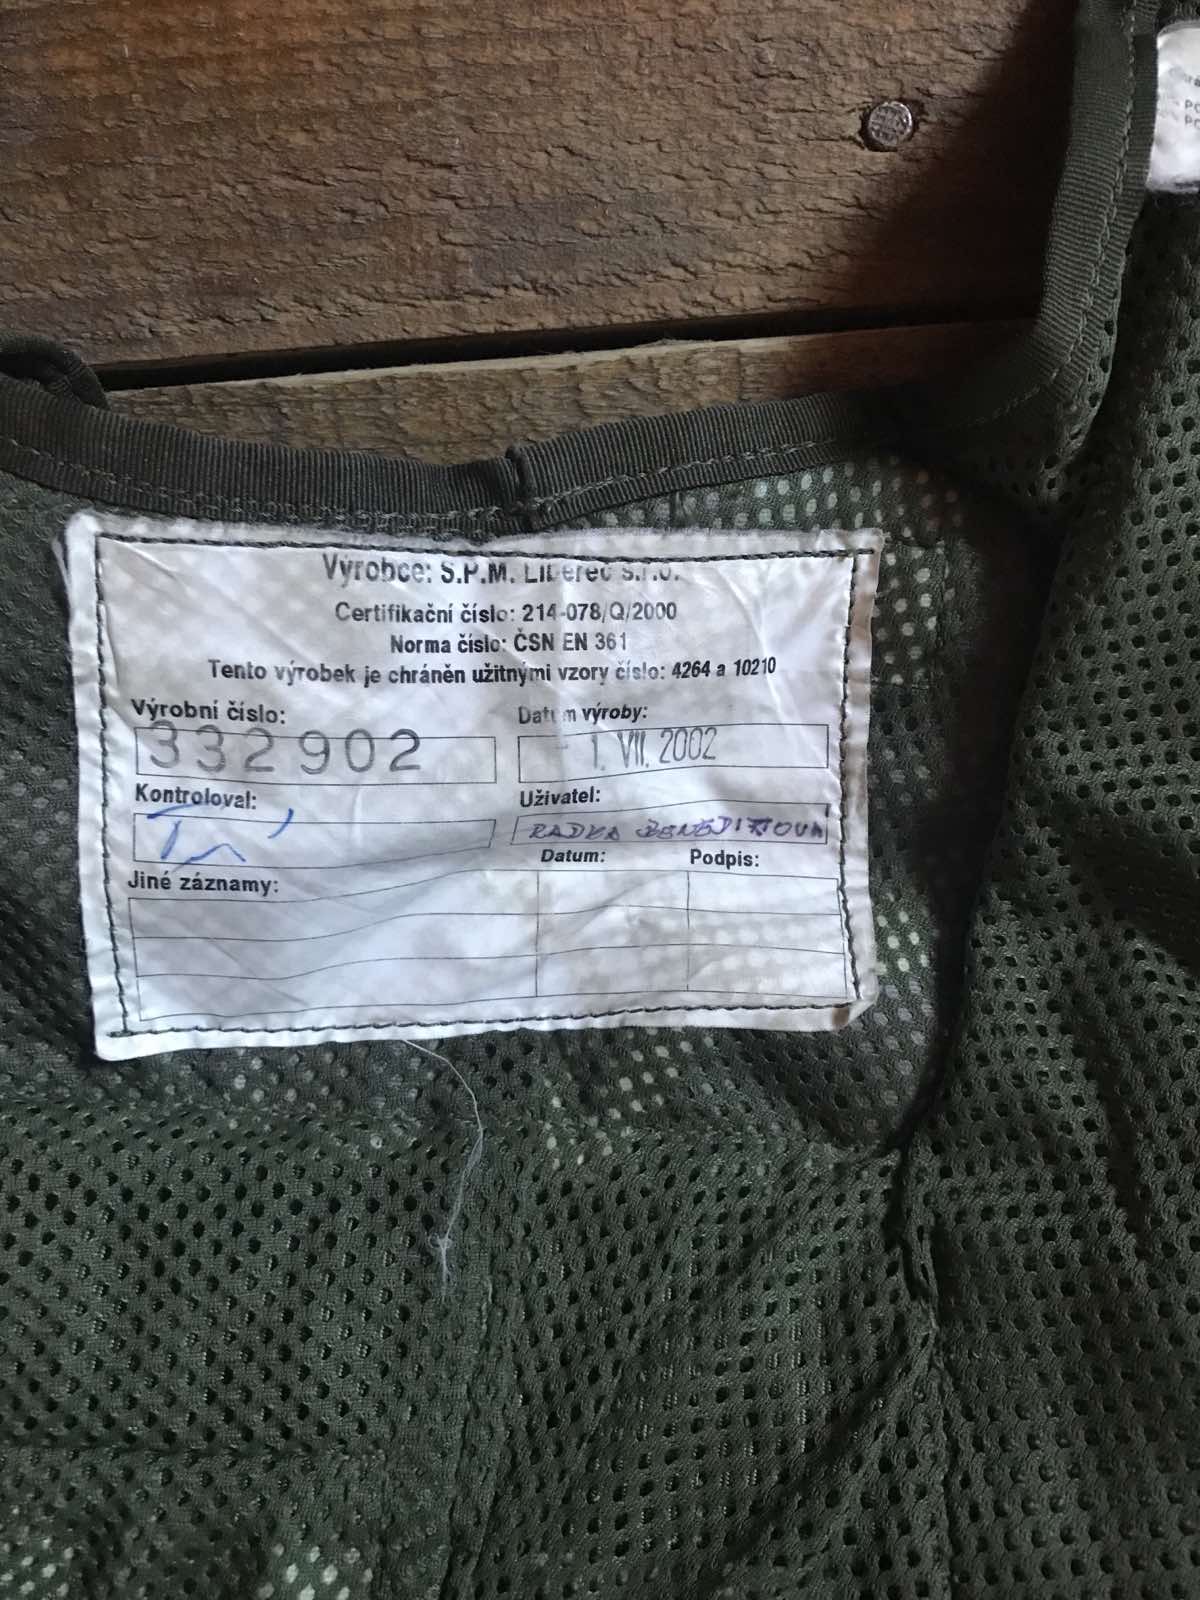 Výrobce: S.P.M. Liberec s.r.o.
Certifikační číslo: 214-078/Q/2000
Norma číslo: ČSN EN 361
Tento výrobek je chráněn užitnými vzory číslo: 4264 a 10210
Výrobní číslo: Datum výroby:
332902 1. VII. 2002
Kontroloval: Uživatel:
RADKA
Datum: Podpis:
Jiné záznamy: